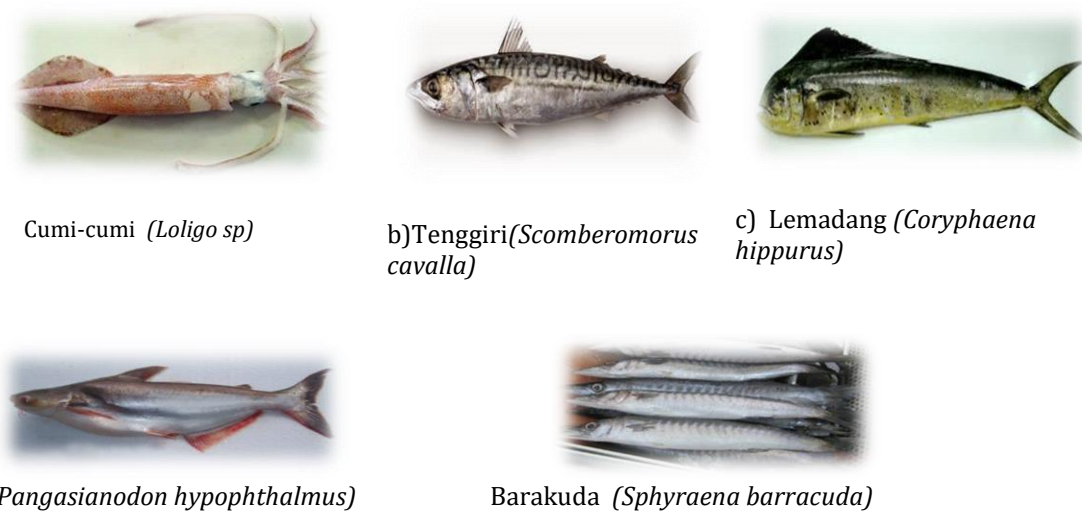 Cumi-cumi (Loligo sp)
b)Tenggiri(Scomberomorus
cavalla)
c) Lemadang (Coryphaena
hippurus)
Pangasianodon hypophthalmus)
Barakuda (Sphyraena barracuda)